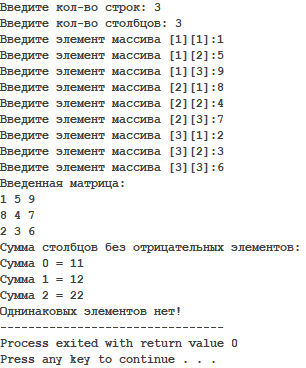 Введите кол-во строк: 3
Введите кол-во столбцов: 3
Введите элемент массива [1][1]:1
Введите элемент массива [1][2]:5
Введите элемент массива [1][3]:9
Введите элемент массива [2][1]:8
Введите элемент массива [2][2]:4
Введите элемент массива [2][3]:7
Введите элемент массива [3][1]:2
Введите элемент массива [3][2]:3
Введите элемент массива [3][3]:6
Введенная матрица:
1 5 9
8 4 7
2 3 6
Сумма столбцов без отрицательных элементов:
Сумма 0 = 11
Сумма 1 = 12
Сумма 2 = 22
Однинаковых элементов нет!
--------------------------------
Process exited with return value 0
Press any key to continue . . .